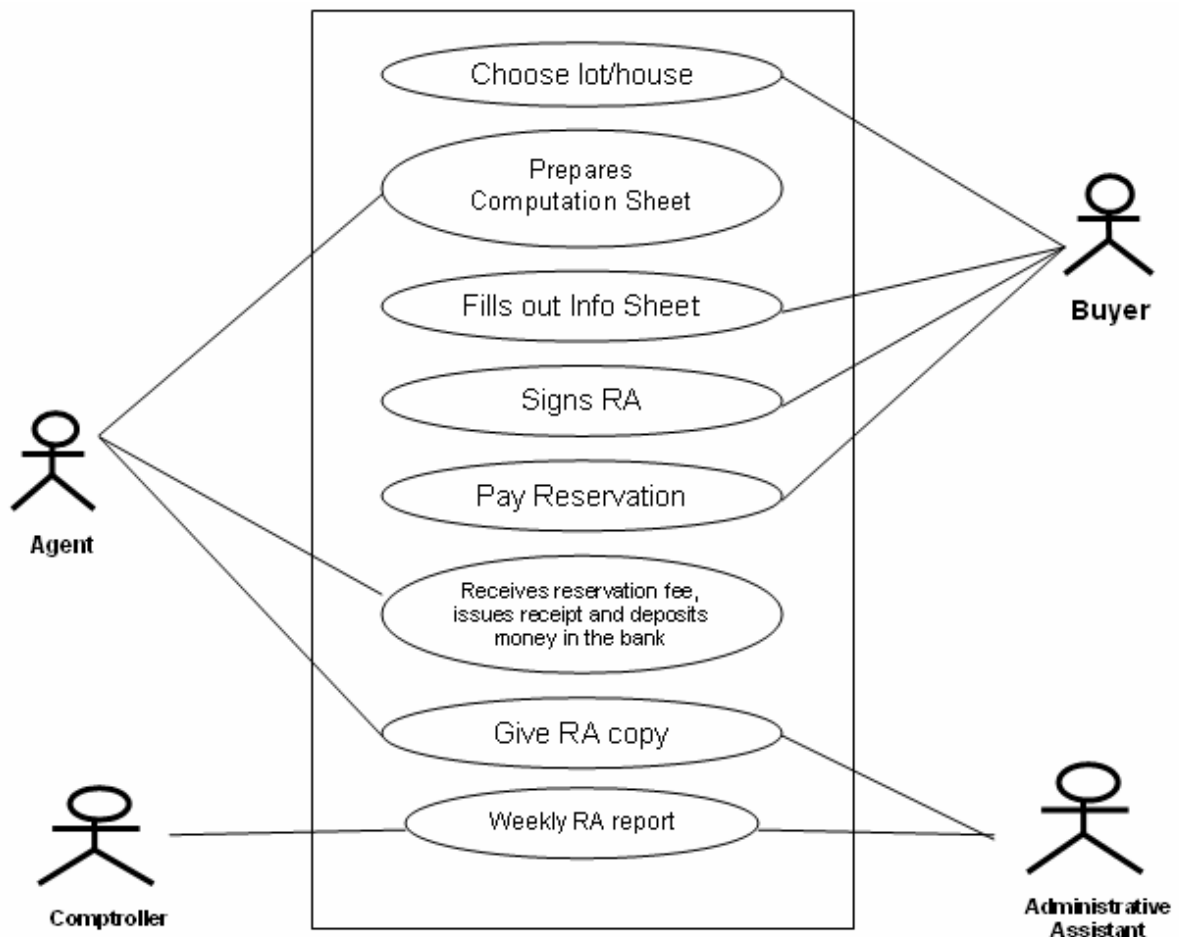 Choose lot/house
Prepares
Computation Sheet
Fills out Info Sheet
Buyer
Signs RA
Pay Reservation
Agent
Receives reservation fee,
issues receipt and deposits
money in the bank
Give RA copy
Weekly RA report
Comptroller
Administrative
Assistant